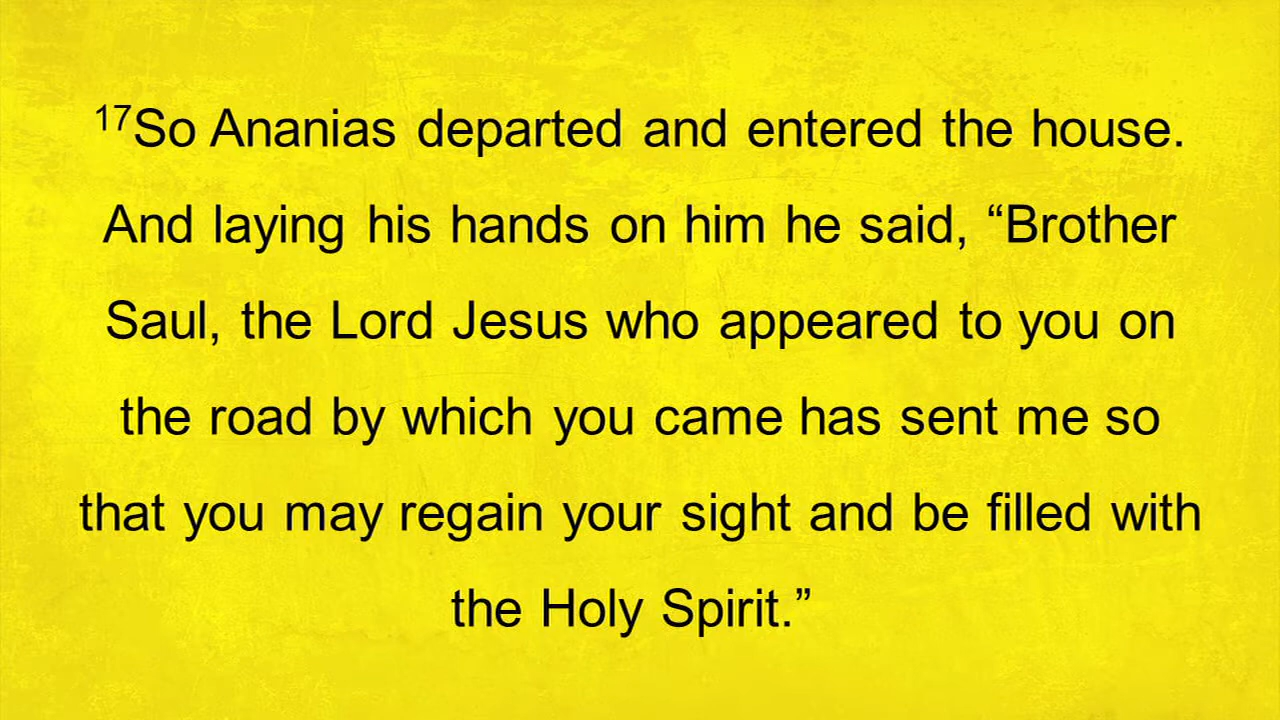 17So Ananias departed and entered the house.
And laying his hands on him he said, “Brother
Saul, the Lord Jesus who appeared to you on
the road by which you came has sent me so
that you may regain your sight and be filled with
the Holy Spirit.”